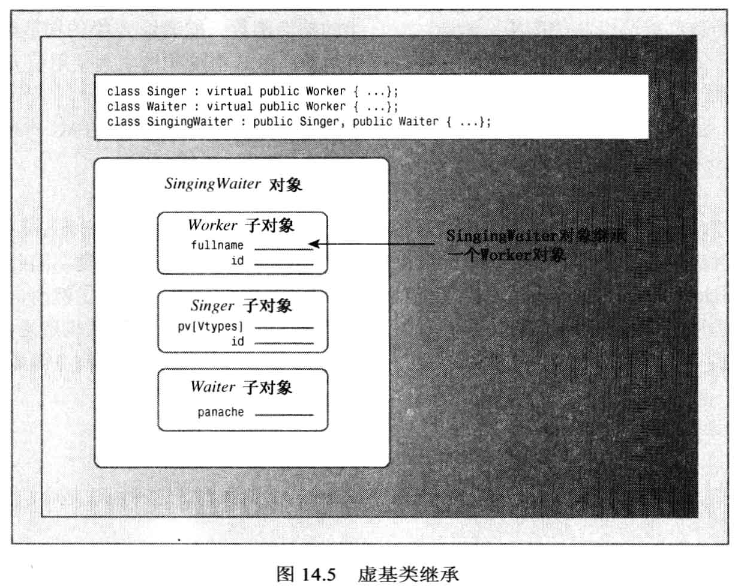 class Singer : virtual public Worker { ...};
class Waiter : virtual public Worker { ...};
class SingingWaiter : public Singer, public Waiter { ...};
SingingWaiter 对象
Worker 子对象
fullname
id
SingingWaiter对象继承
一个Worker对象
Singer 子对象
pv[Vtypes]
id
Waiter 子对象
panache
图 14.5 虚基类继承